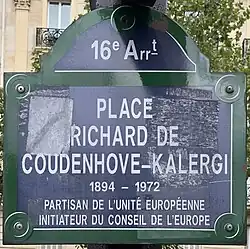 16e Arrt
PLACE
RICHARD DE
COUDENHOVE-KALERGI
1894 - 1972
PARTISAN DE L'UNITÉ EUROPÉENNE
INITIATEUR DU CONSEIL DE L'EUROPE